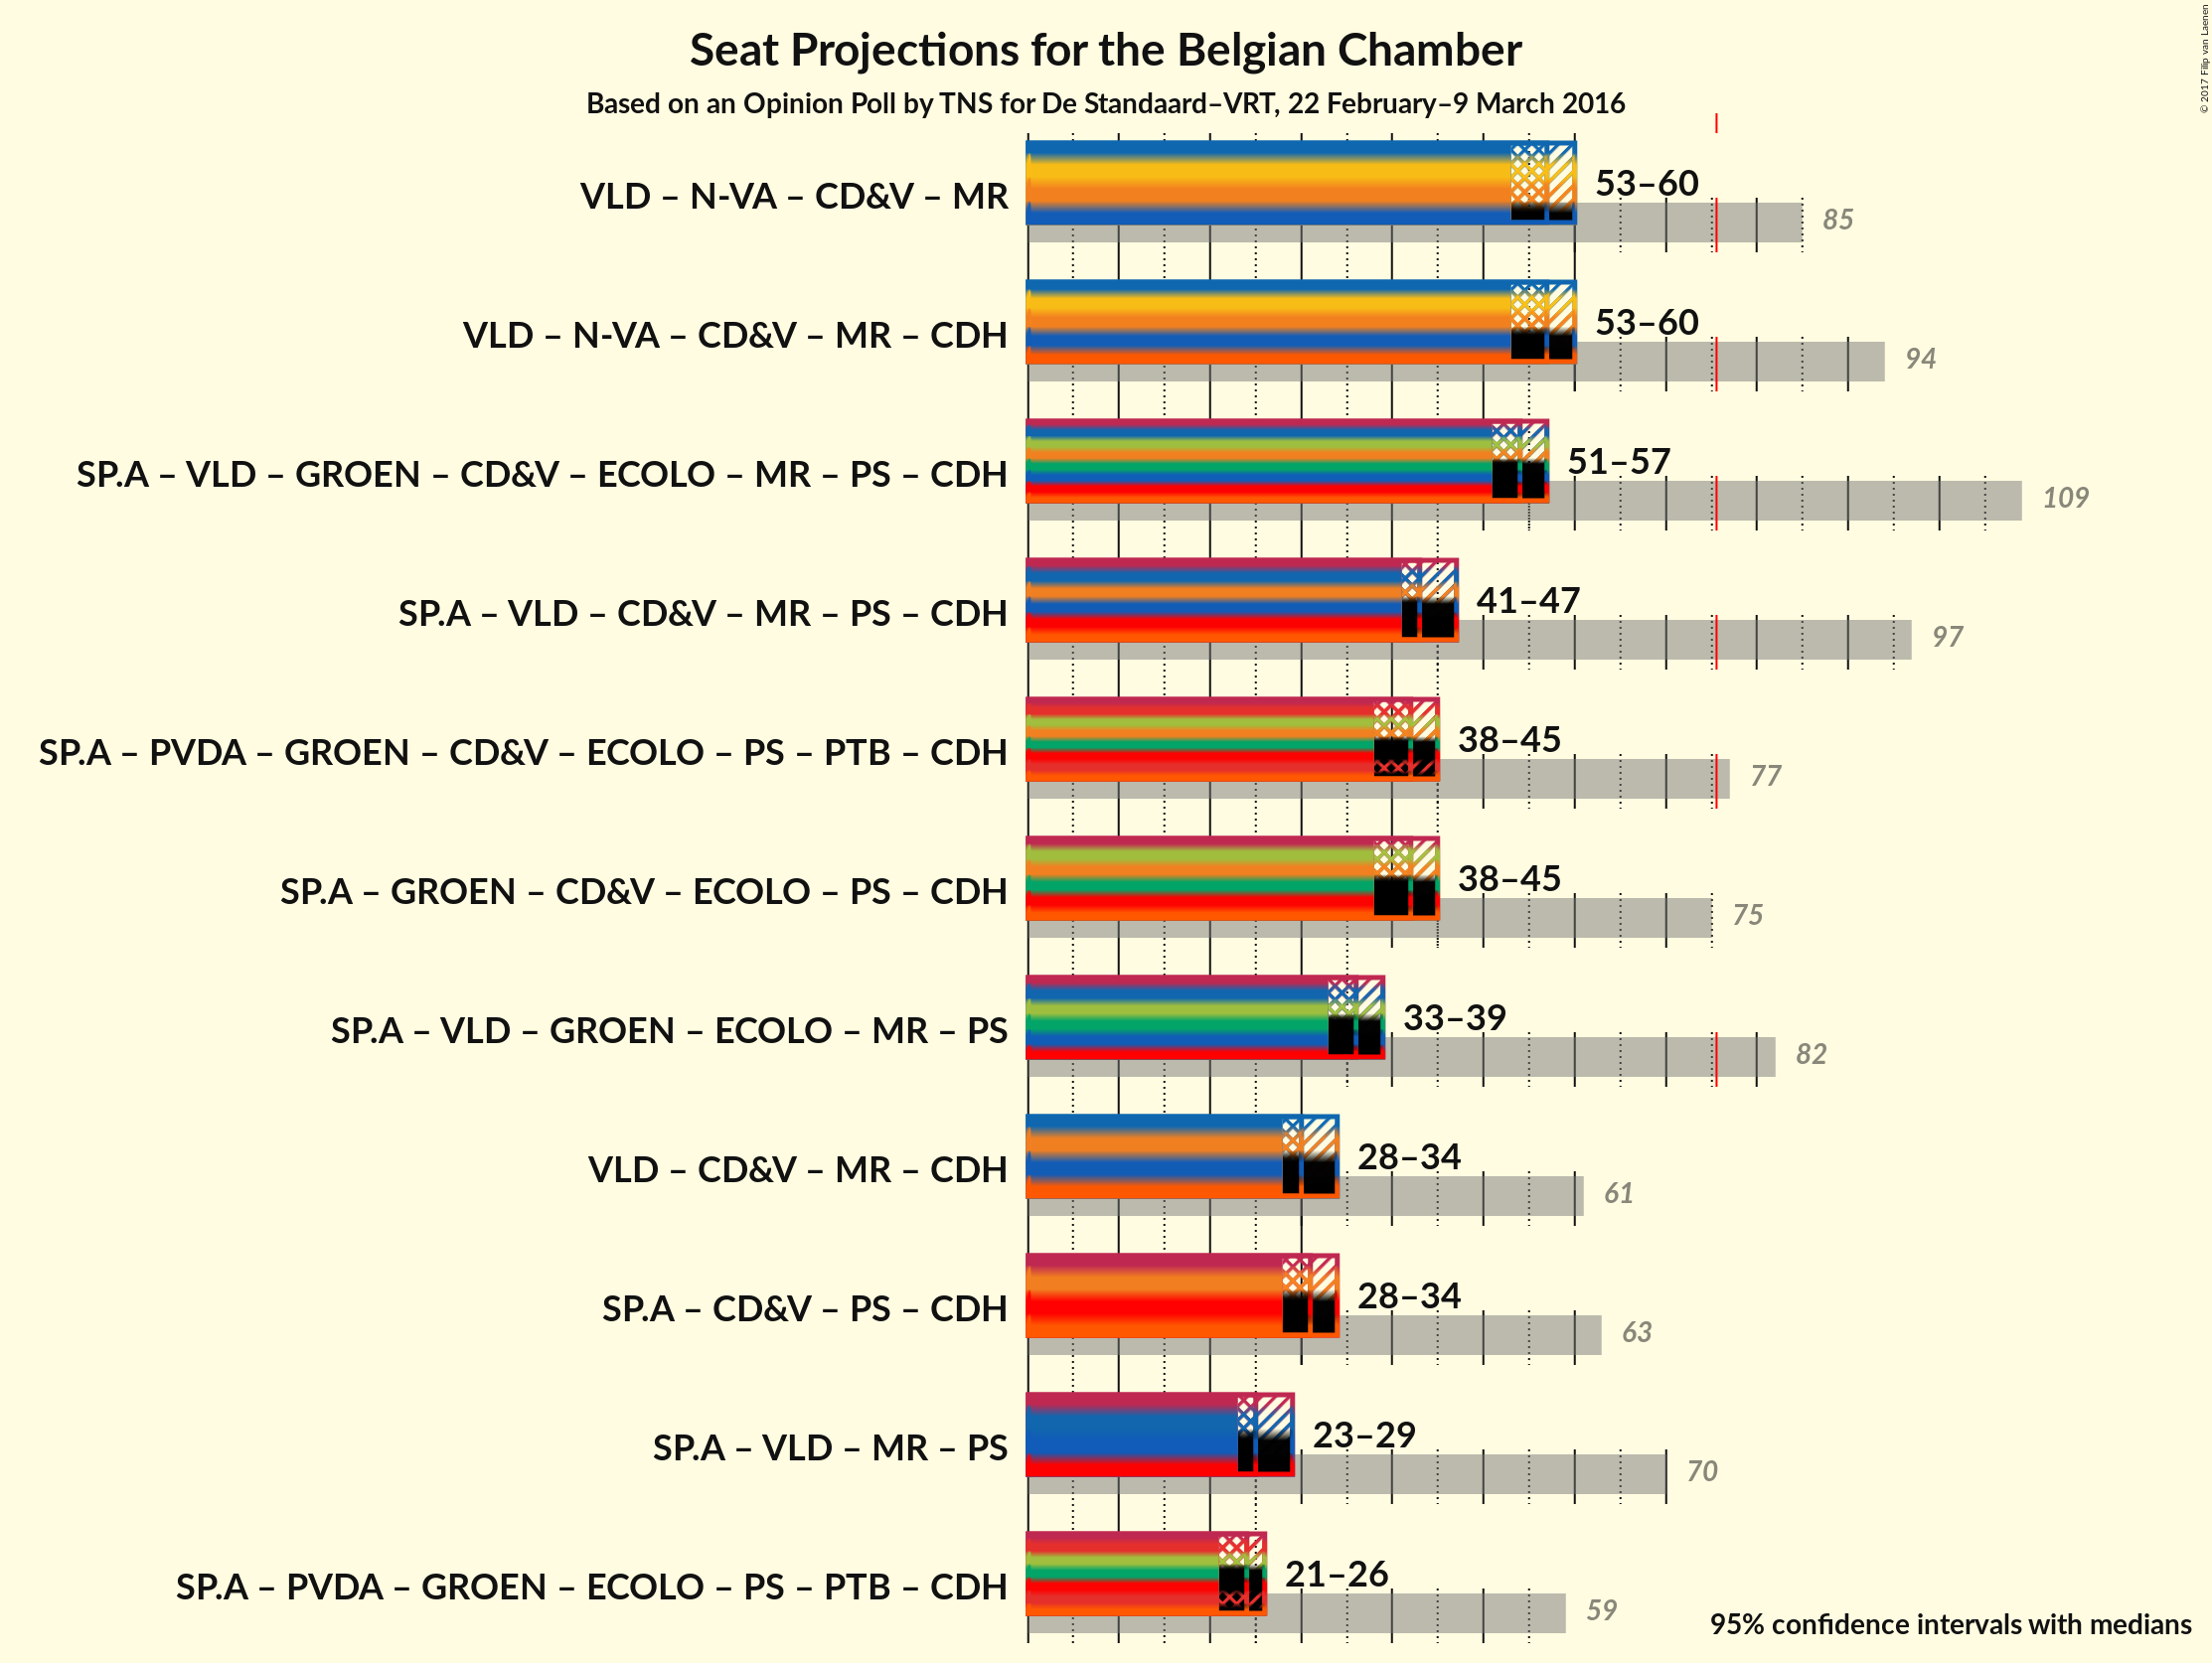 Seat Projections for the Belgian Chamber
Based on an Opinion Poll by TNS for De Standaard–VRT, 22 February–9 March 2016
© 2017 Filip van Laenen
VLD – N-VA – CD&V – MR
53–60
85
VLD – N-VA – CD&V – MR – CDH
53–60
94
SP.A – VLD – GROEN – CD&V – ECOLO – MR – PS – CDH
51–57
109
SP.A – VLD – CD&V – MR – PS – CDH
41–47
97
SP.A – PVDA – GROEN – CD&V – ECOLO – PS – PTB – CDH
38–45
77
SP.A – GROEN – CD&V – ECOLO – PS – CDH
38–45
75
SP.A – VLD – GROEN – ECOLO – MR – PS
33–39
82
VLD – CD&V – MR – CDH
28–34
61
SP.A – CD&V – PS – CDH
28–34
63
SP.A – VLD – MR – PS
23–29
70
SP.A – PVDA – GROEN – ECOLO – PS – PTB – CDH
21–26
59
95% confidence intervals with medians